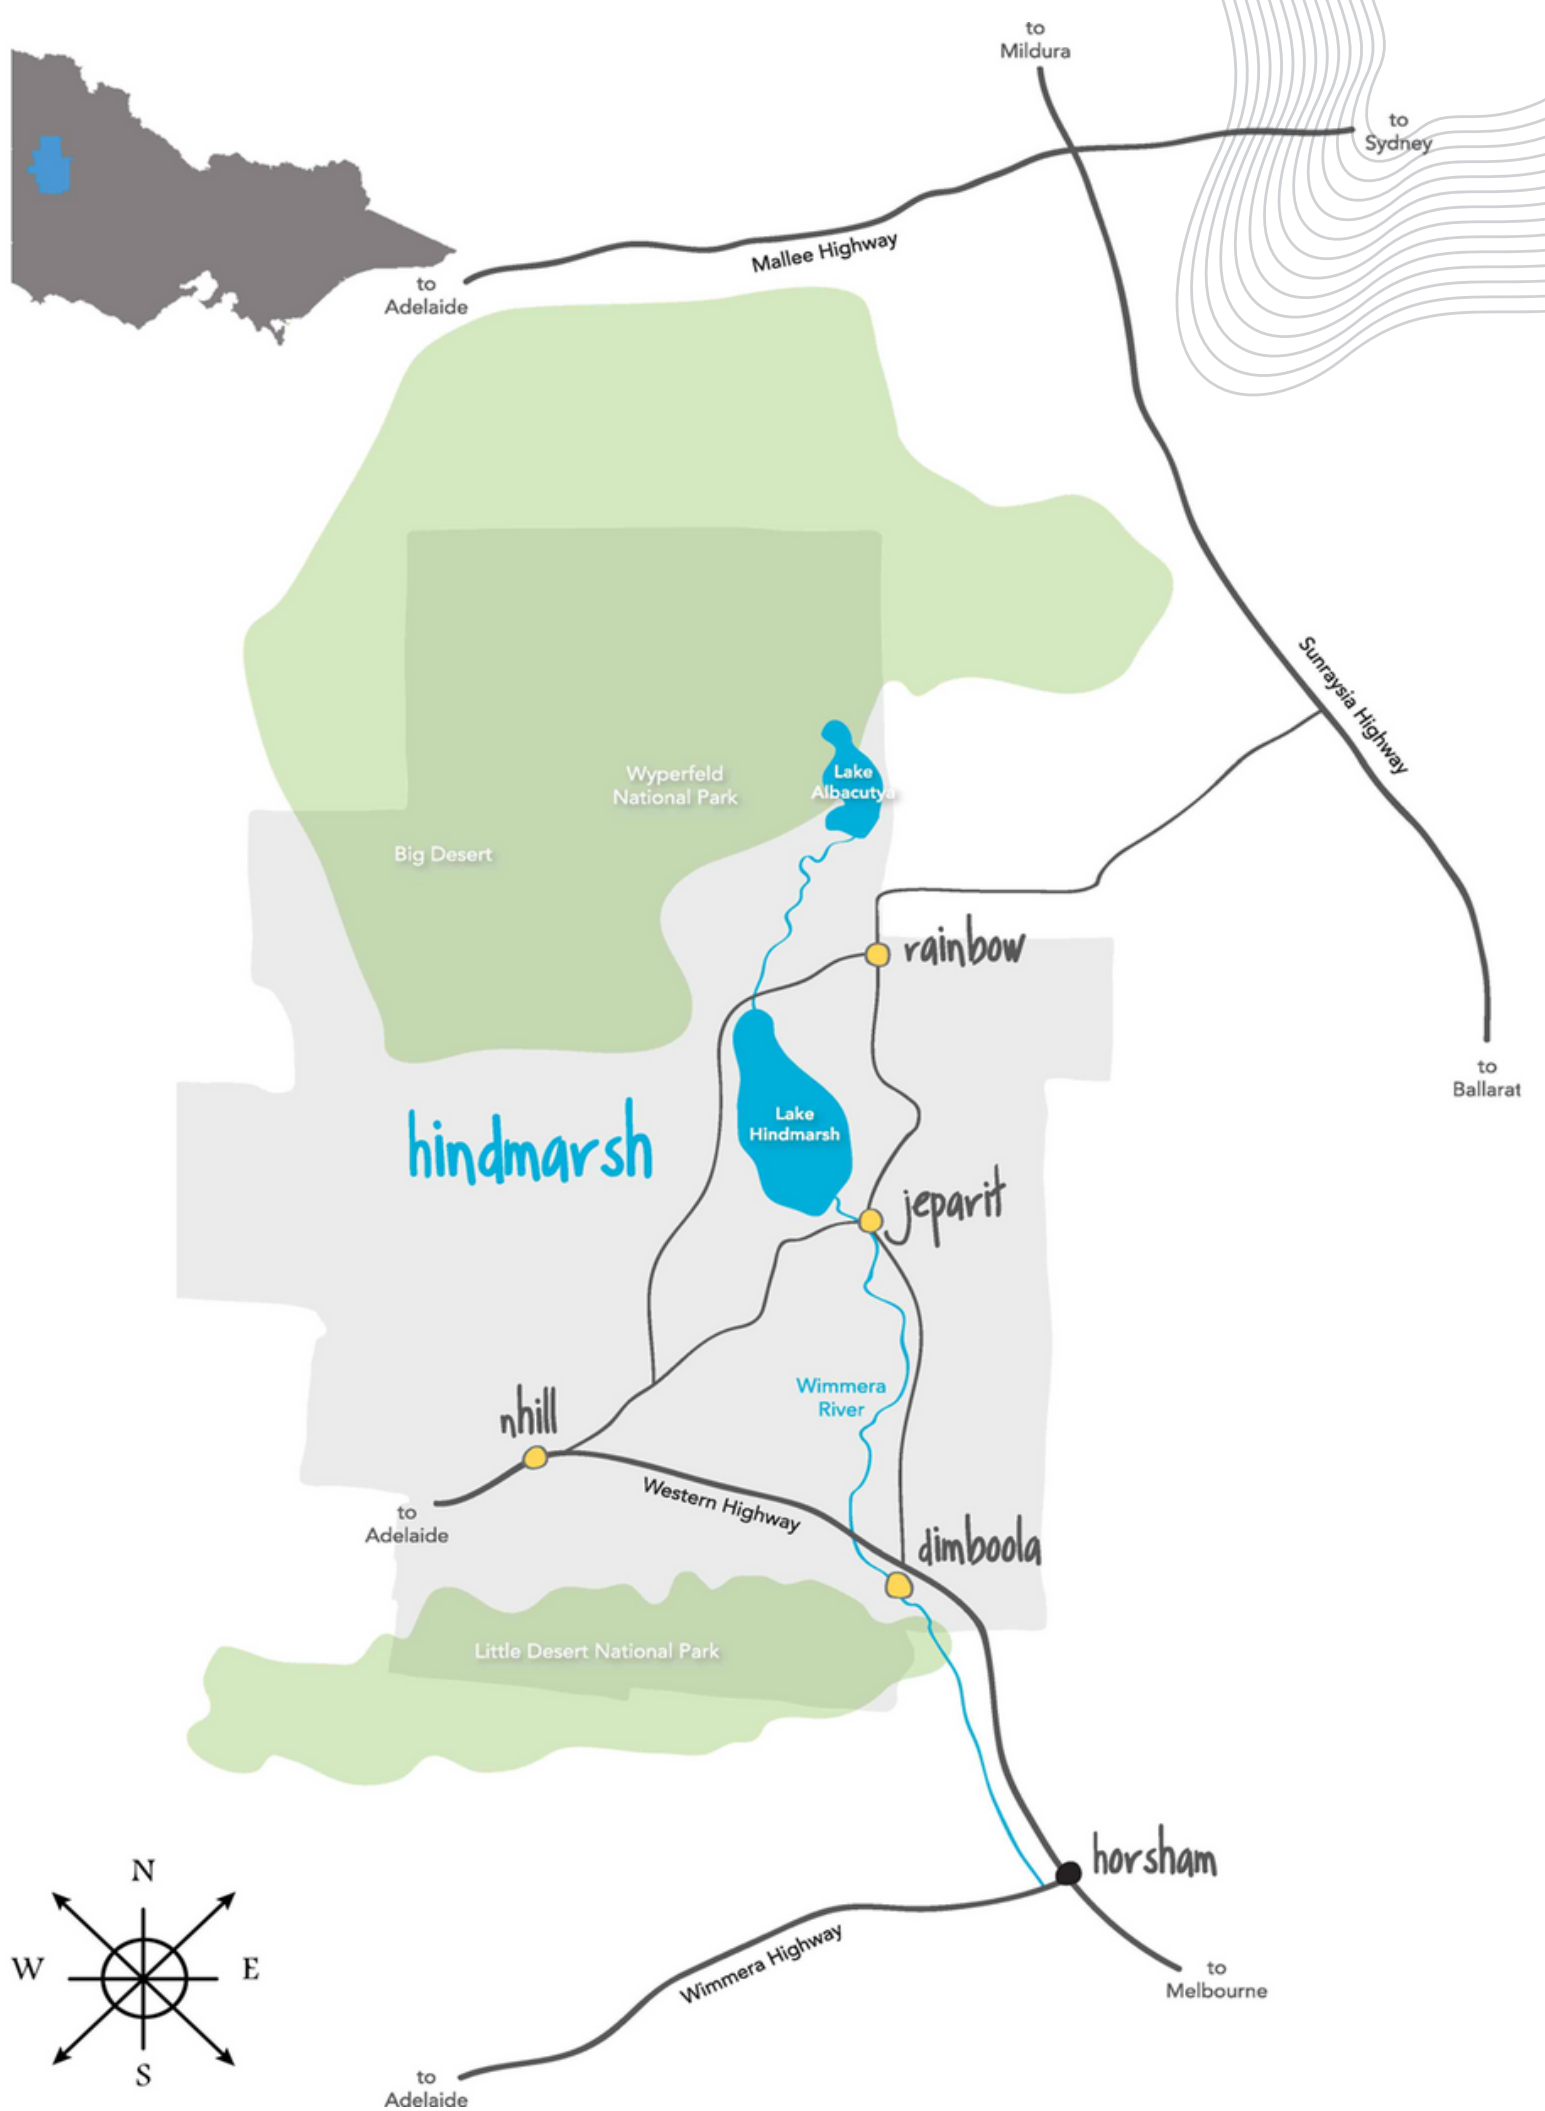 to
Mildura
to
Sydney
Mallee Highway
to
Adelaide
Sunraysia Highway
Wyperfeld
National Park
Lake
Albacutya
Big Desert
rainbow
to
Ballarat
hindmarsh
Lake
Hindmarsh
jeparit
Wimmera
River
nhill
Western Highway
to
Adelaide
dimboola
Little Desert National Park
horsham
N
W
E
S
Wimmera Highway
to
Melbourne
to
Adelaide